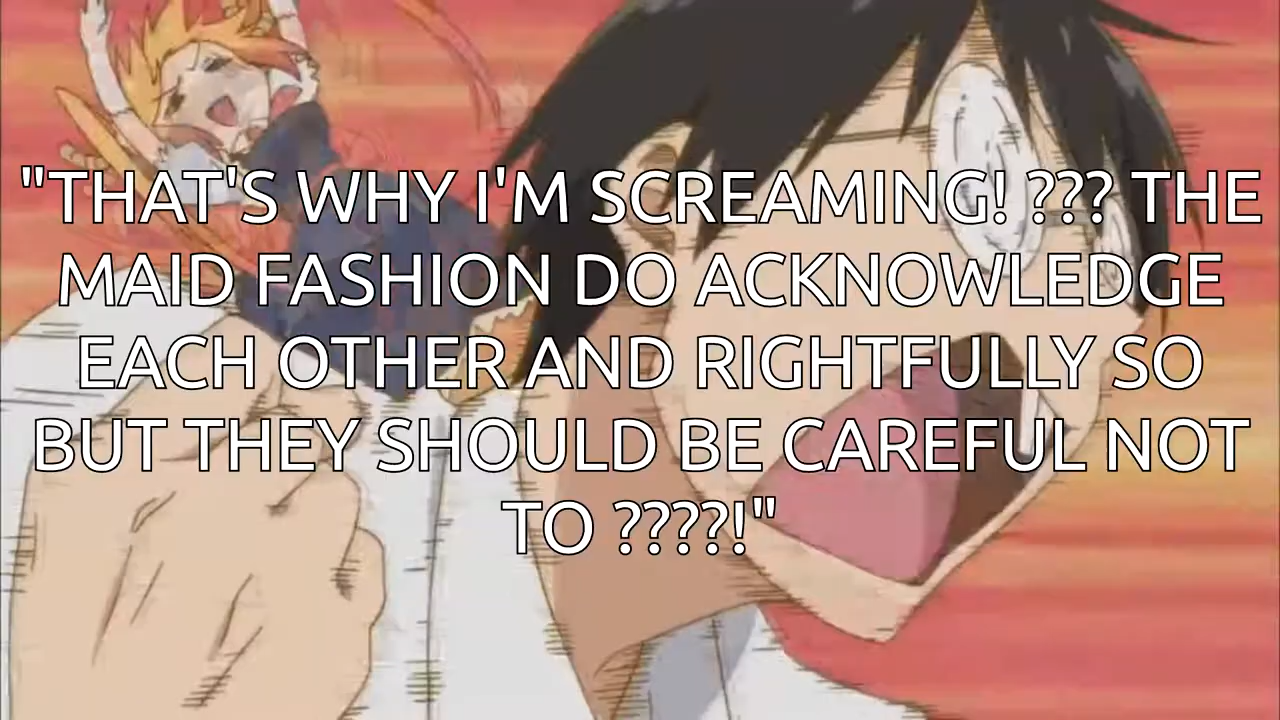 "THAT'S WHY I'M SCREAMING! ??? THE
MAID FASHION DO ACKNOWLEDGE
EACH OTHER AND RIGHTFULLY SO
BUT THEY SHOULD BE CAREFUL NOT
TO ????!"